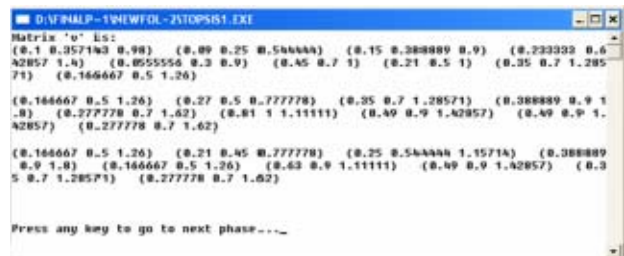 D:\FINALP~1\NEWFOL~2\TOPSIS1.EXE
Matrix 'v' is:
(0.1 0.357143 0.98)   (0.09 0.25 0.544444)   (0.15 0.388889 0.9)   (0.233333 0.6
42857 1.4)   (0.0555556 0.3 0.9)   (0.45 0.7 1)   (0.21 0.5 1)   (0.35 0.7 1.285
71)   (0.166667 0.5 1.26)
(0.166667 0.5 1.26)   (0.27 0.5 0.777778)   (0.35 0.7 1.28571)   (0.388889 0.9 1
.8)   (0.277778 0.7 1.62)   (0.81 1 1.11111)   (0.49 0.9 1.42857)   (0.49 0.9 1.
42857)   (0.277778 0.7 1.62)
(0.166667 0.5 1.26)   (0.21 0.45 0.777778)   (0.25 0.544444 1.15714)   (0.388889
0.9 1.8)   (0.166667 0.5 1.26)   (0.63 0.9 1.11111)   (0.49 0.9 1.42857)   (0.3
5 0.7 1.28571)   (0.277778 0.7 1.62)
Press any key to go to next phase..._